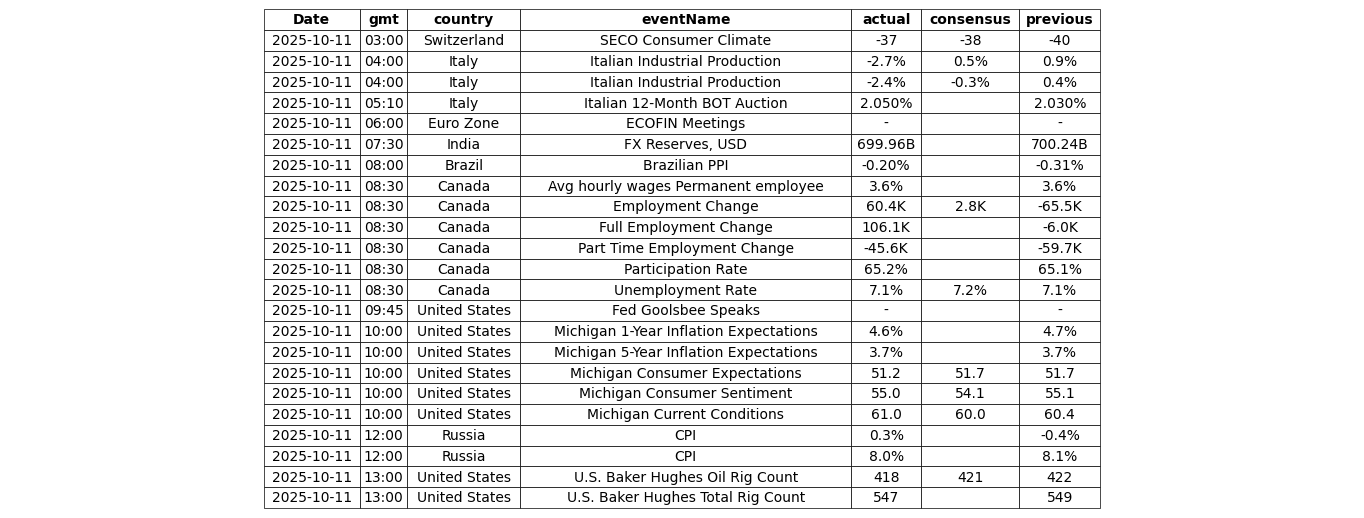 Date gmt country eventName actual consensus previous
2025-10-11 03:00 Switzerland SECO Consumer Climate -37 -38 -40
2025-10-11 04:00 Italy Italian Industrial Production -2.7% 0.5% 0.9%
2025-10-11 04:00 Italy Italian Industrial Production -2.4% -0.3% 0.4%
2025-10-11 05:10 Italy Italian 12-Month BOT Auction 2.050% 2.030%
2025-10-11 06:00 Euro Zone ECOFIN Meetings - -
2025-10-11 07:30 India FX Reserves, USD 699.96B 700.24B
2025-10-11 08:00 Brazil Brazilian PPI -0.20% -0.31%
2025-10-11 08:30 Canada Avg hourly wages Permanent employee 3.6% 3.6%
2025-10-11 08:30 Canada Employment Change 60.4K 2.8K -65.5K
2025-10-11 08:30 Canada Full Employment Change 106.1K -6.0K
2025-10-11 08:30 Canada Part Time Employment Change -45.6K -59.7K
2025-10-11 08:30 Canada Participation Rate 65.2% 65.1%
2025-10-11 08:30 Canada Unemployment Rate 7.1% 7.2% 7.1%
2025-10-11 09:45 United States Fed Goolsbee Speaks - -
2025-10-11 10:00 United States Michigan 1-Year Inflation Expectations 4.6% 4.7%
2025-10-11 10:00 United States Michigan 5-Year Inflation Expectations 3.7% 3.7%
2025-10-11 10:00 United States Michigan Consumer Expectations 51.2 51.7 51.7
2025-10-11 10:00 United States Michigan Consumer Sentiment 55.0 54.1 55.1
2025-10-11 10:00 United States Michigan Current Conditions 61.0 60.0 60.4
2025-10-11 12:00 Russia CPI 0.3% -0.4%
2025-10-11 12:00 Russia CPI 8.0% 8.1%
2025-10-11 13:00 United States U.S. Baker Hughes Oil Rig Count 418 421 422
2025-10-11 13:00 United States U.S. Baker Hughes Total Rig Count 547 549